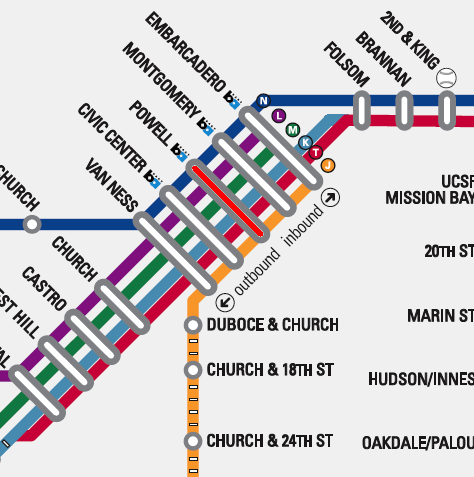 2ND & KING
BRANNAN
FOLSOM
EMBARCADERO
MONTGOMERY
POWELL
CIVIC CENTER
VAN NESS
N
L
M
K
T
J
inbound
outbound
CHURCH
CHURCH
CASTRO
EST HILL
AL
DUBOCE & CHURCH
CHURCH & 18TH ST
CHURCH & 24TH ST
UCSF
MISSION BAY
20TH ST
MARIN ST
HUDSON/INNES
OAKDALE/PALOU